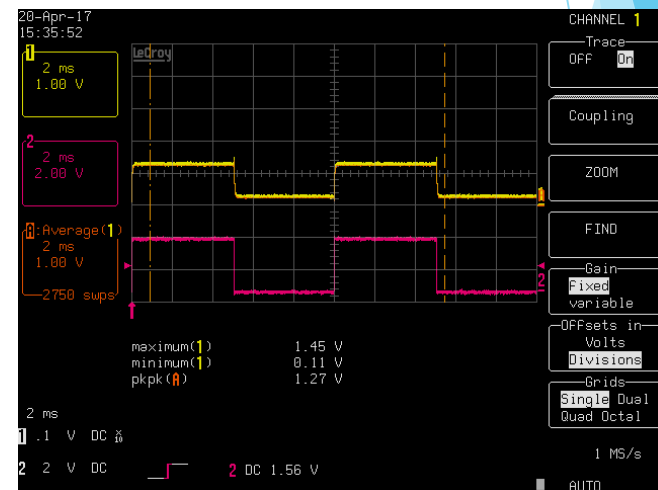 20-Apr-17
15:35:52
1
2 ms
1.00 V
2
2 ms
2.00 V
A:Average(1)
2 ms
1.00 V
2750 swps
LeCroy
1
2
maximum(1) 1.45 V
minimum(1) 0.11 V
pkpk(A) 1.27 V
2 ms
1 .1 V DC X10
2 2 V DC
2 DC 1.56 V
CHANNEL 1
Trace
OFF On
Coupling
ZOOM
FIND
Gain
Fixed
variable
Offsets in
Volts
Divisions
Grids
Single Dual
Quad Octal
1 MS/s
AUTO